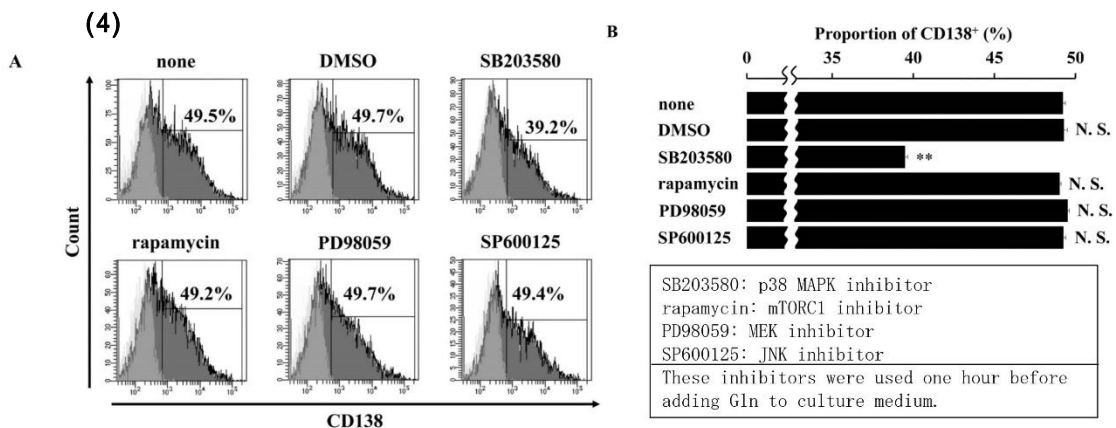 (4)
A
none
DMSO
SB203580
49.5%
49.7%
39.2%
rapamycin
PD98059
SP600125
49.2%
49.7%
49.4%
Count
CD138
B
Proportion of CD138⁺ (%)
0 35 40 45 50
none
DMSO N. S.
SB203580 **
rapamycin N. S.
PD98059 N. S.
SP600125 N. S.
SB203580: p38 MAPK inhibitor
rapamycin: mTORC1 inhibitor
PD98059: MEK inhibitor
SP600125: JNK inhibitor
These inhibitors were used one hour before
adding Gln to culture medium.